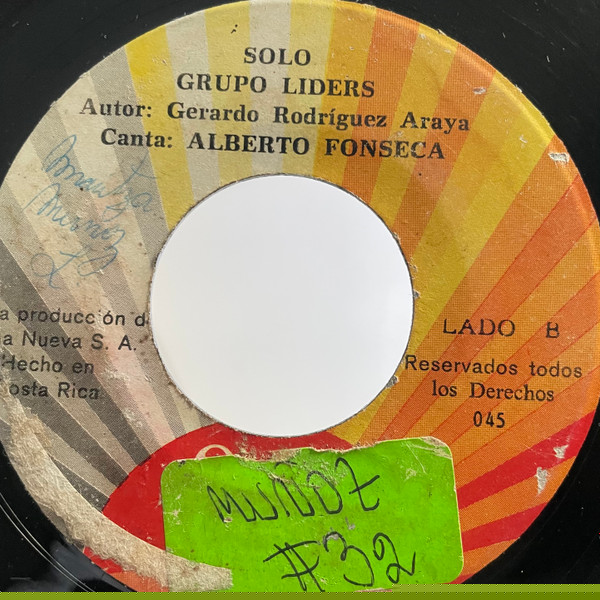 SOLO
GRUPO LIDERS
Autor: Gerardo Rodríguez Araya
Canta: ALBERTO FONSECA
a producc'ón d
a Nueva S. A.
Hecho en
osta Rica
LADO B
Reservados todos
los Derechos
045
muñoz
#32